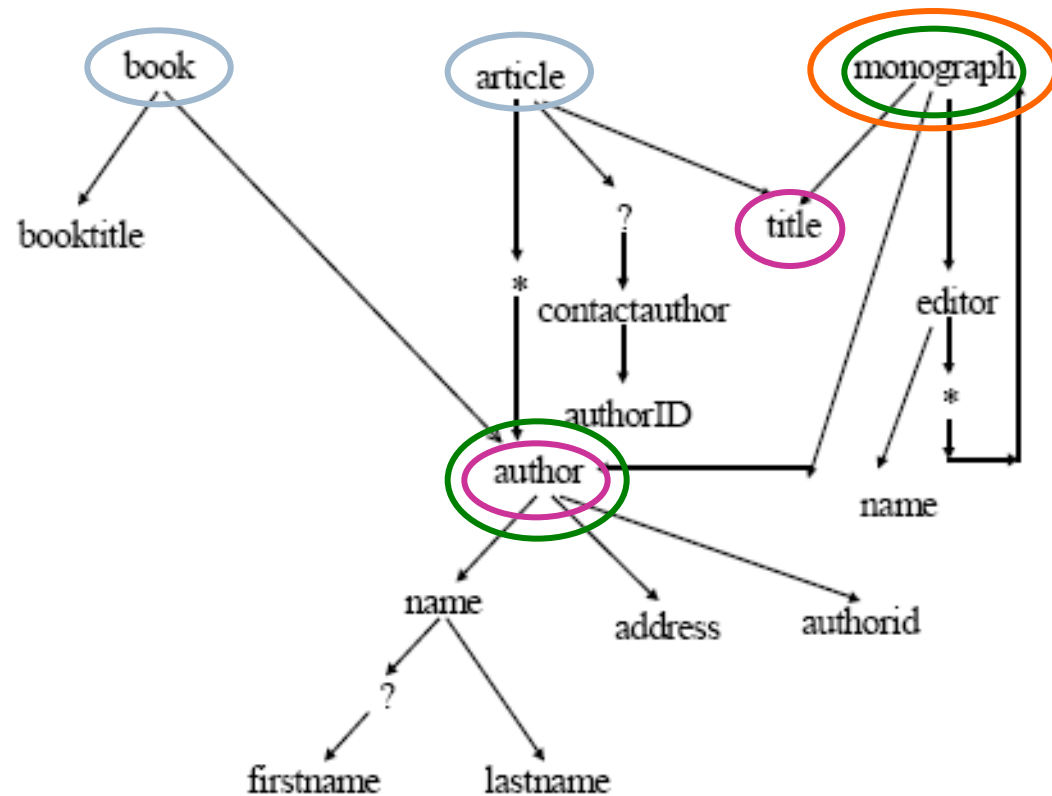 book
article
monograph
booktitle
?
title
*
contactauthor
editor
*
authorID
author
name
name
address
authorid
?
firstname
lastname